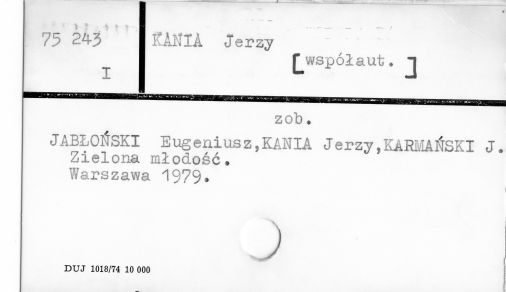 75 243
I
KANIA Jerzy
[współaut.]
zob.
JABŁOŃSKI Eugeniusz,KANIA Jerzy,KARMAŃSKI J.
Zielona młodość.
Warszawa 1979.
DUJ 1018/74 10 000